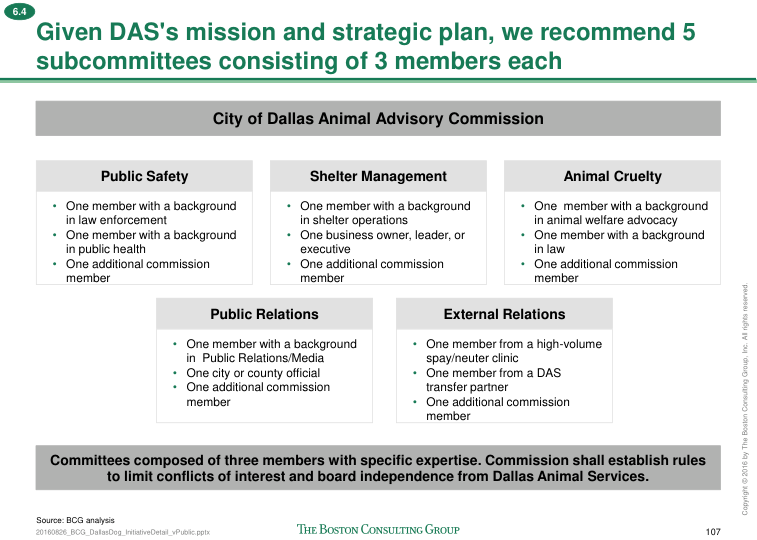 6.4
Given DAS's mission and strategic plan, we recommend 5
subcommittees consisting of 3 members each
City of Dallas Animal Advisory Commission
Public Safety
• One member with a background
in law enforcement
• One member with a background
in public health
• One additional commission
member
Shelter Management
• One member with a background
in shelter operations
• One business owner, leader, or
executive
• One additional commission
member
Animal Cruelty
• One  member with a background
in animal welfare advocacy
• One member with a background
in law
• One additional commission
member
Public Relations
• One member with a background
in  Public Relations/Media
• One city or county official
• One additional commission
member
External Relations
• One member from a high-volume
spay/neuter clinic
• One member from a DAS
transfer partner
• One additional commission
member
Committees composed of three members with specific expertise. Commission shall establish rules
to limit conflicts of interest and board independence from Dallas Animal Services.
Source: BCG analysis
20160826_BCG_DallasDog_InitiativeDetail_vPublic.pptx
THE BOSTON CONSULTING GROUP
107
Copyright © 2016 by The Boston Consulting Group, Inc. All rights reserved.